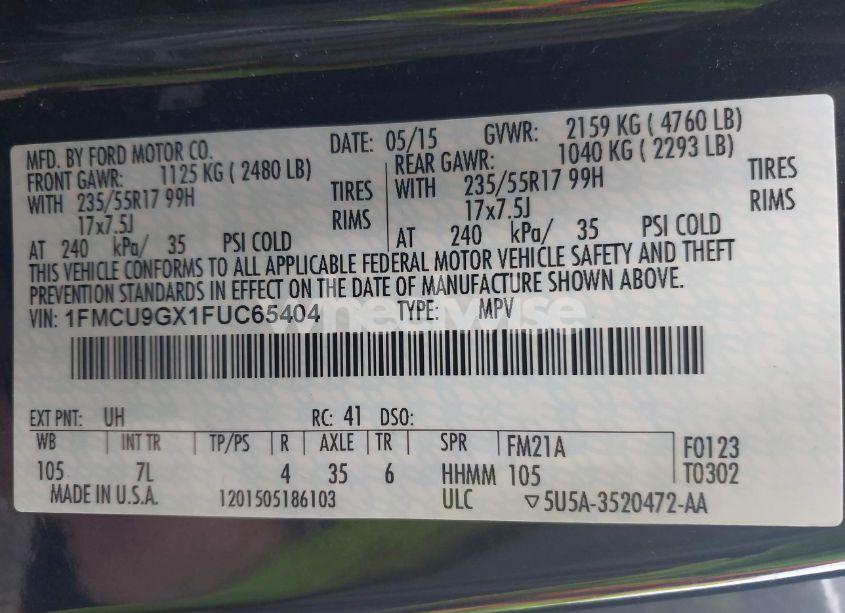 MFD. BY FORD MOTOR CO. DATE: 05/15 GVWR: 2159 KG ( 4760 LB)
FRONT GAWR: 1125 KG ( 2480 LB) REAR GAWR: 1040 KG ( 2293 LB)
WITH 235/55R17 99H TIRES WITH 235/55R17 99H TIRES
17x7.5J RIMS 17x7.5J RIMS
AT 240 kPa/ 35 PSI COLD AT 240 kPa/ 35 PSI COLD
THIS VEHICLE CONFORMS TO ALL APPLICABLE FEDERAL MOTOR VEHICLE SAFETY AND THEFT
PREVENTION STANDARDS IN EFFECT ON THE DATE OF MANUFACTURE SHOWN ABOVE.
VIN: 1FMCU9GX1FUC65404 TYPE: MPV
EXT PNT: UH RC: 41 DSO:
WB INT TR TP/PS R AXLE TR SPR FM21A F0123
105 7L 4 35 6 HHMM 105 T0302
MADE IN U.S.A. 1201505186103 ULC ▽5U5A-3520472-AA